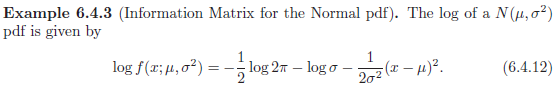 Example 6.4.3 (Information Matrix for the Normal pdf). The log of a N(μ, σ²)
pdf is given by
log f(x; μ, σ²) = −1/2 log 2π − log σ − 1/2σ² (x − μ)². (6.4.12)